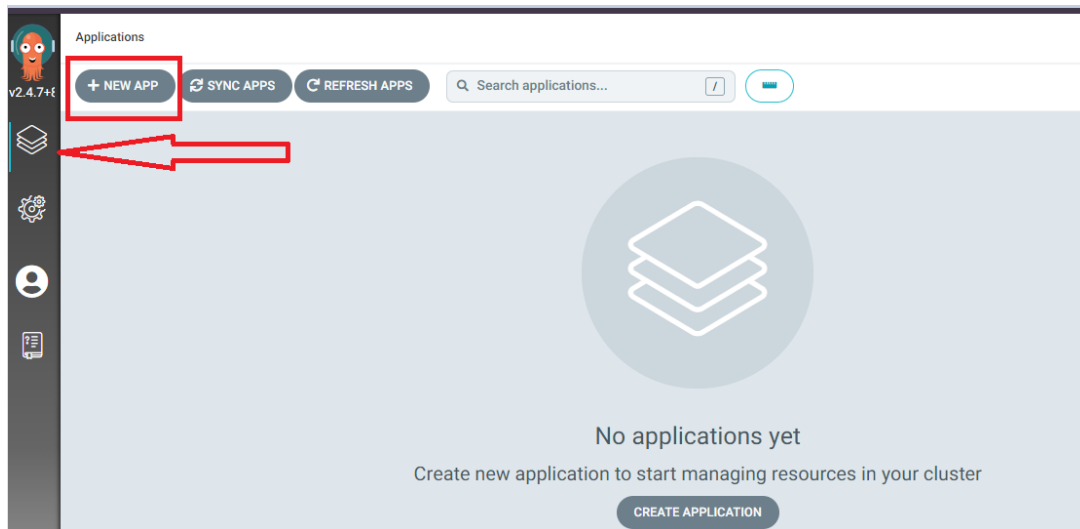 Applications
v2.4.7+8
+ NEW APP SYNC APPS REFRESH APPS Search applications... /
No applications yet
Create new application to start managing resources in your cluster
CREATE APPLICATION